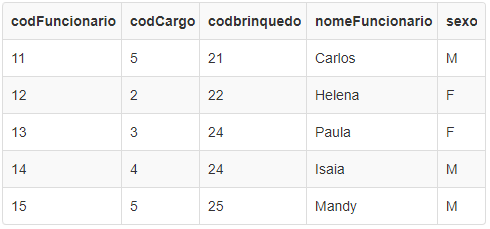 codFuncionario codCargo codbrinquedo nomeFuncionario sexo
11 5 21 Carlos M
12 2 22 Helena F
13 3 24 Paula F
14 4 24 Isaia M
15 5 25 Mandy M